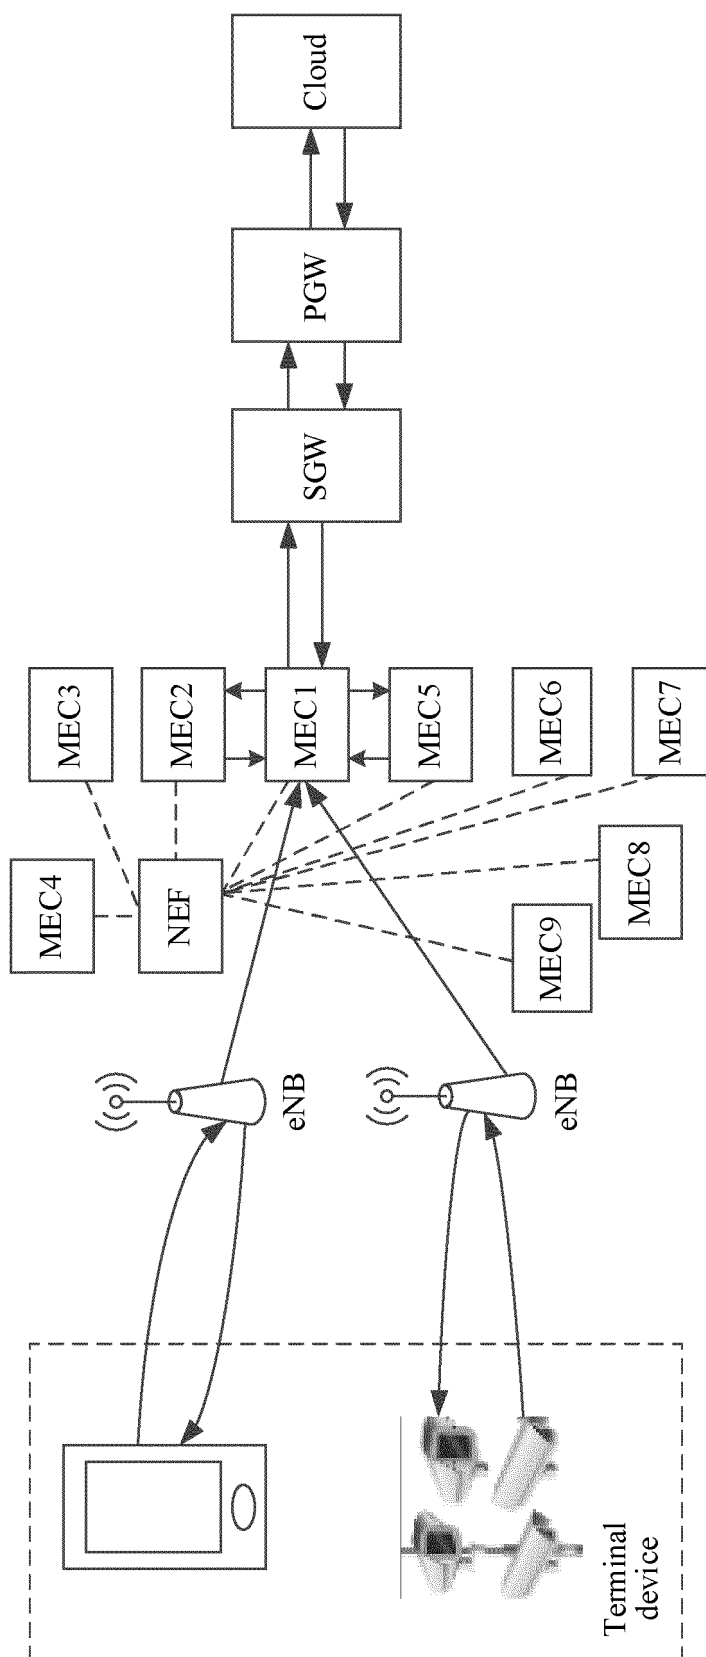 MEC4
MEC3
NEF
MEC2
eNB
MEC1
SGW
PGW
Cloud
MEC5
MEC9
MEC6
eNB
MEC8
MEC7
Terminal
device